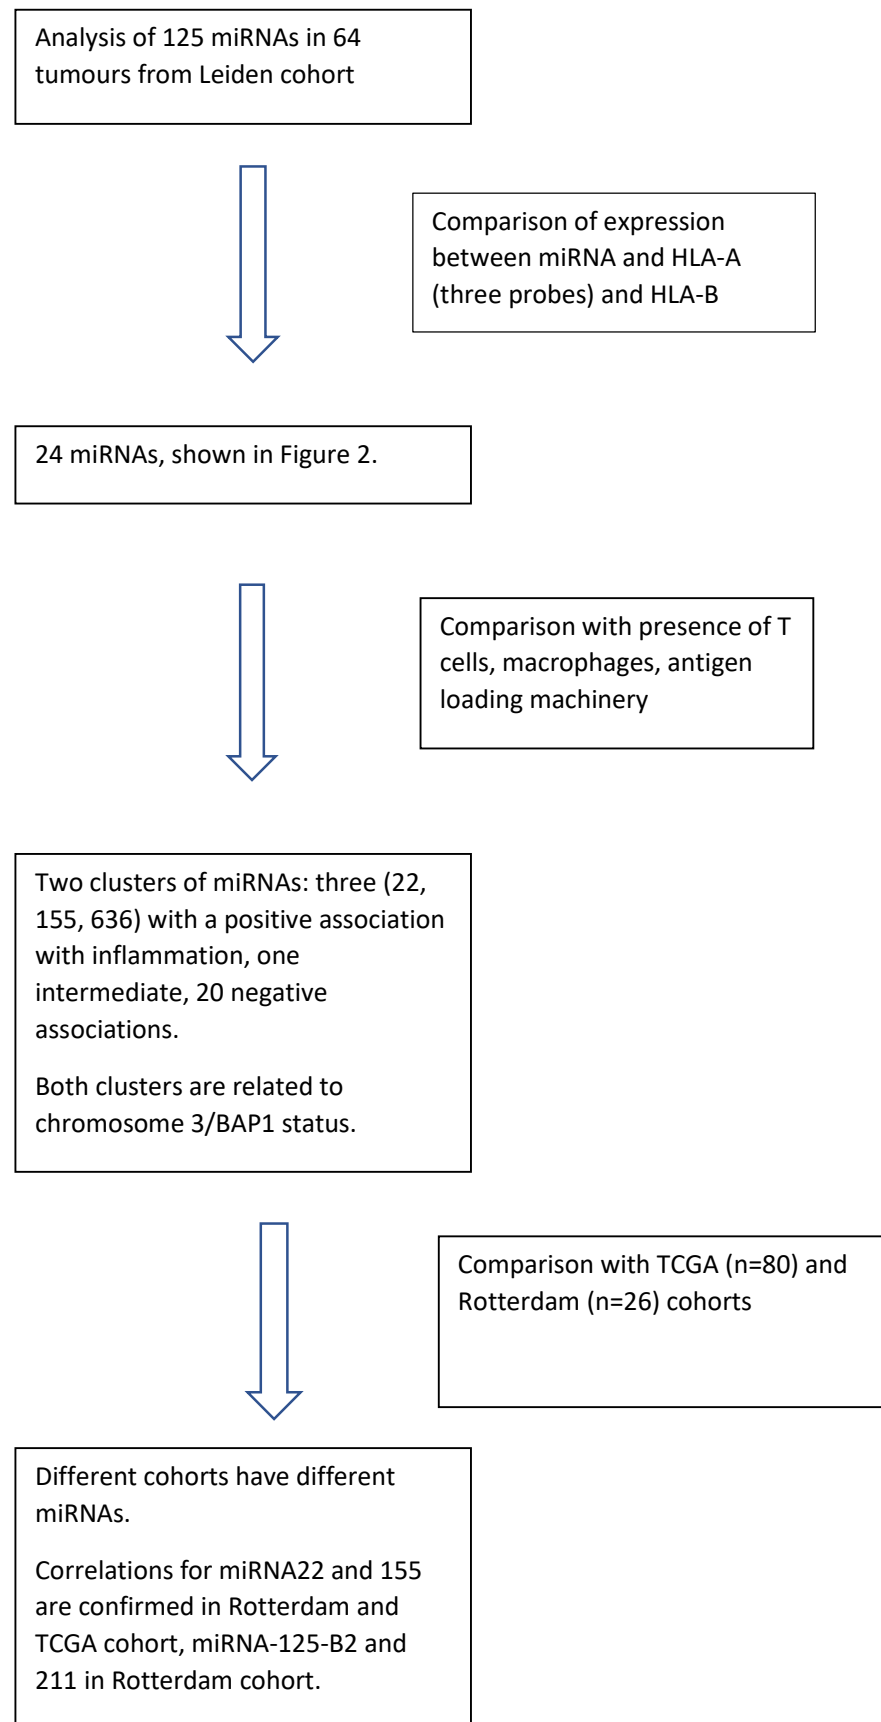 Analysis of 125 miRNAs in 64
tumours from Leiden cohort
Comparison of expression
between miRNA and HLA-A
(three probes) and HLA-B
24 miRNAs, shown in Figure 2.
Comparison with presence of T
cells, macrophages, antigen
loading machinery
Two clusters of miRNAs: three (22,
155, 636) with a positive association
with inflammation, one
intermediate, 20 negative
associations.
Both clusters are related to
chromosome 3/BAP1 status.
Comparison with TCGA (n=80) and
Rotterdam (n=26) cohorts
Different cohorts have different
miRNAs.
Correlations for miRNA22 and 155
are confirmed in Rotterdam and
TCGA cohort, miRNA-125-B2 and
211 in Rotterdam cohort.